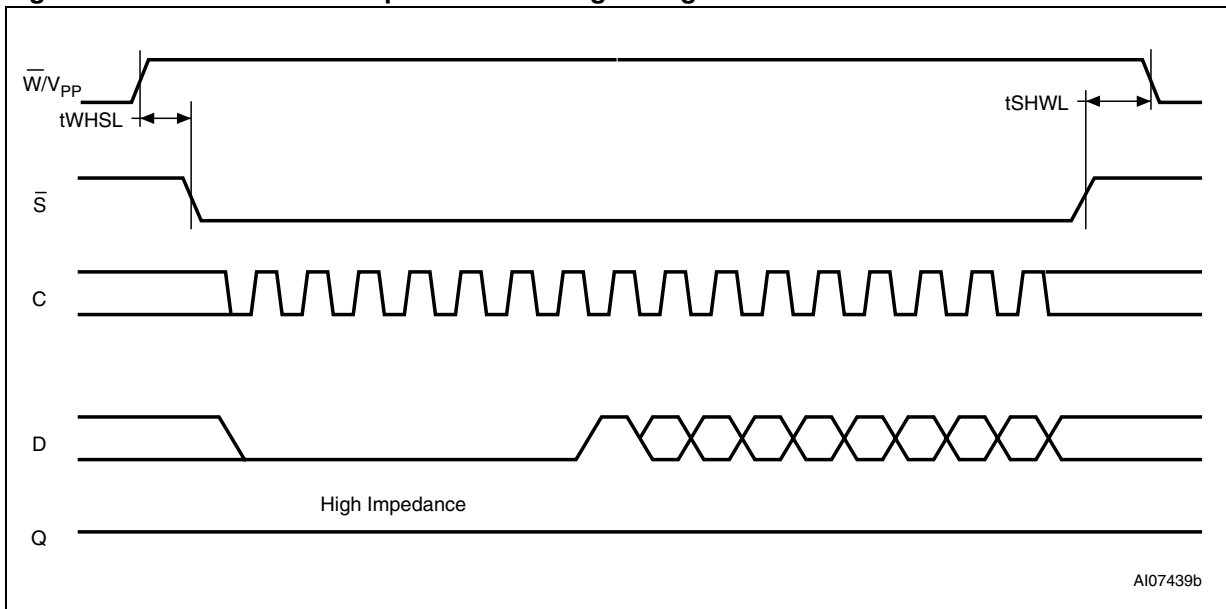 W̅/VPP
tWHSL
tSHWL
S̅
C
D
High Impedance
Q
AI07439b